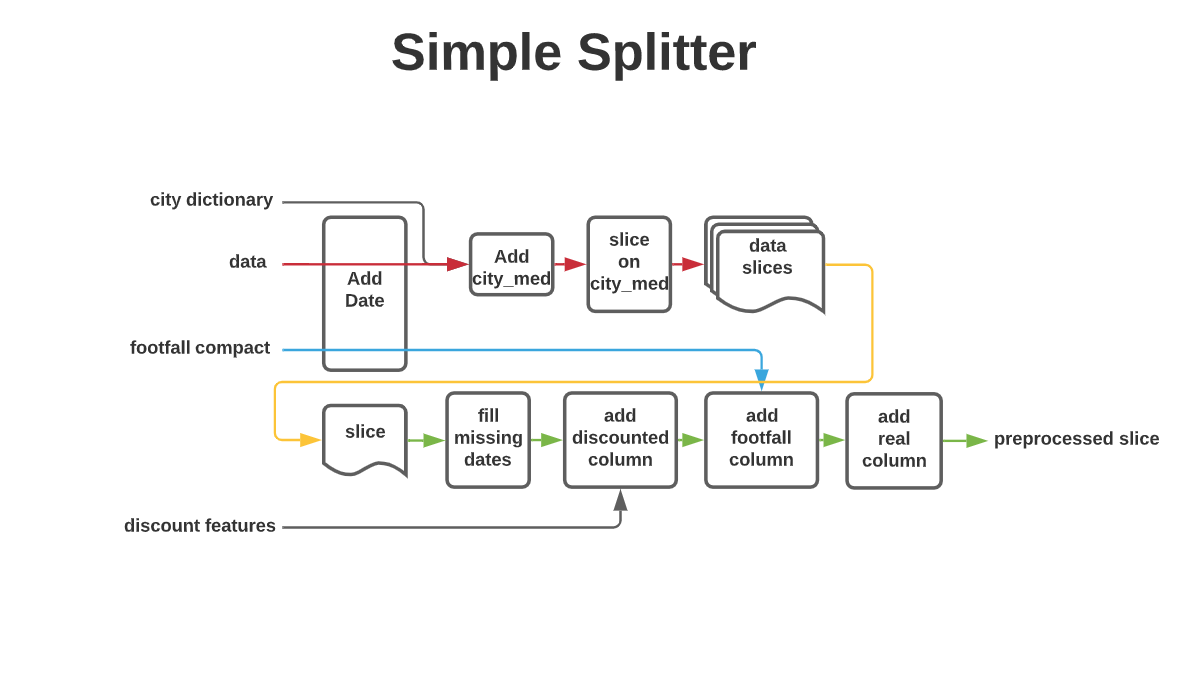 Simple Splitter
city dictionary
data
Add
Date
Add
city_med
slice
on
city_med
data
slices
footfall compact
slice
fill
missing
dates
add
discounted
column
add
footfall
column
add
real
column
preprocessed slice
discount features